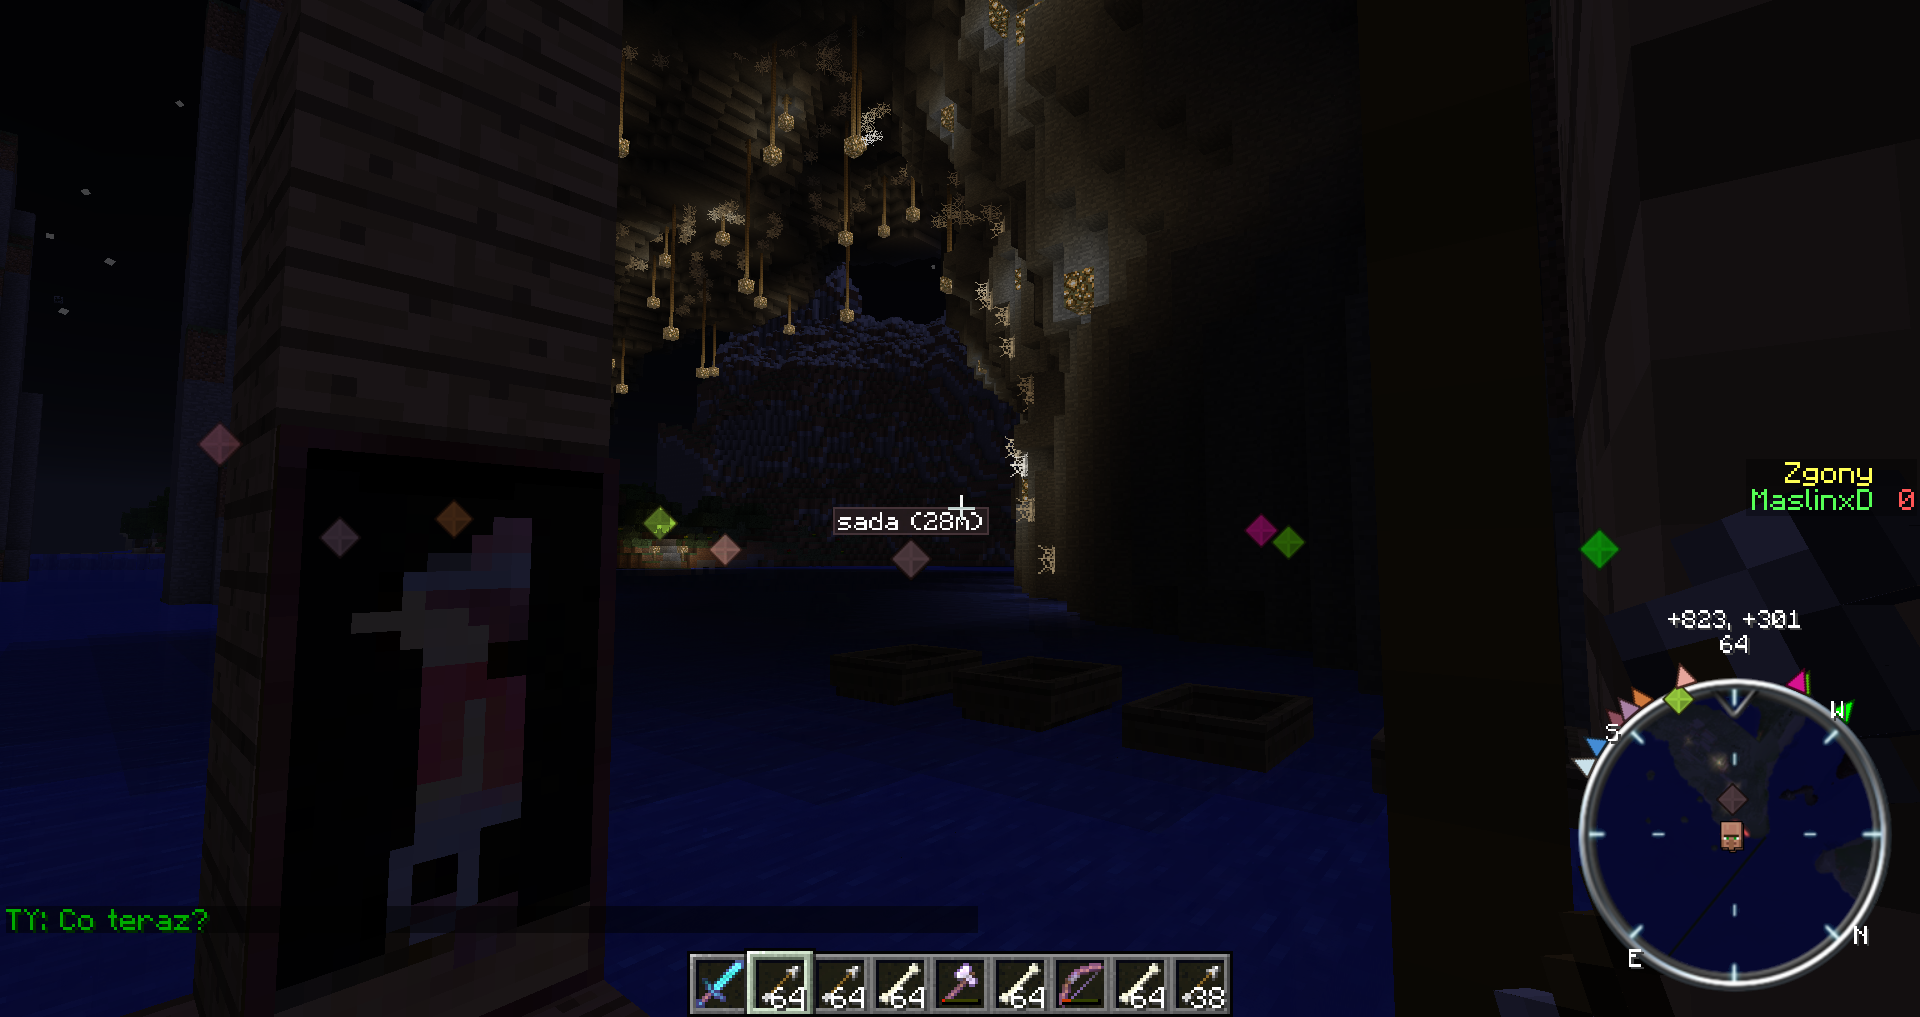 sada (28m)
Zgony
MaslinxD 0
+823, +301
64
W
S
N
E
TY: Co teraz?
64 64 64 64 64 38